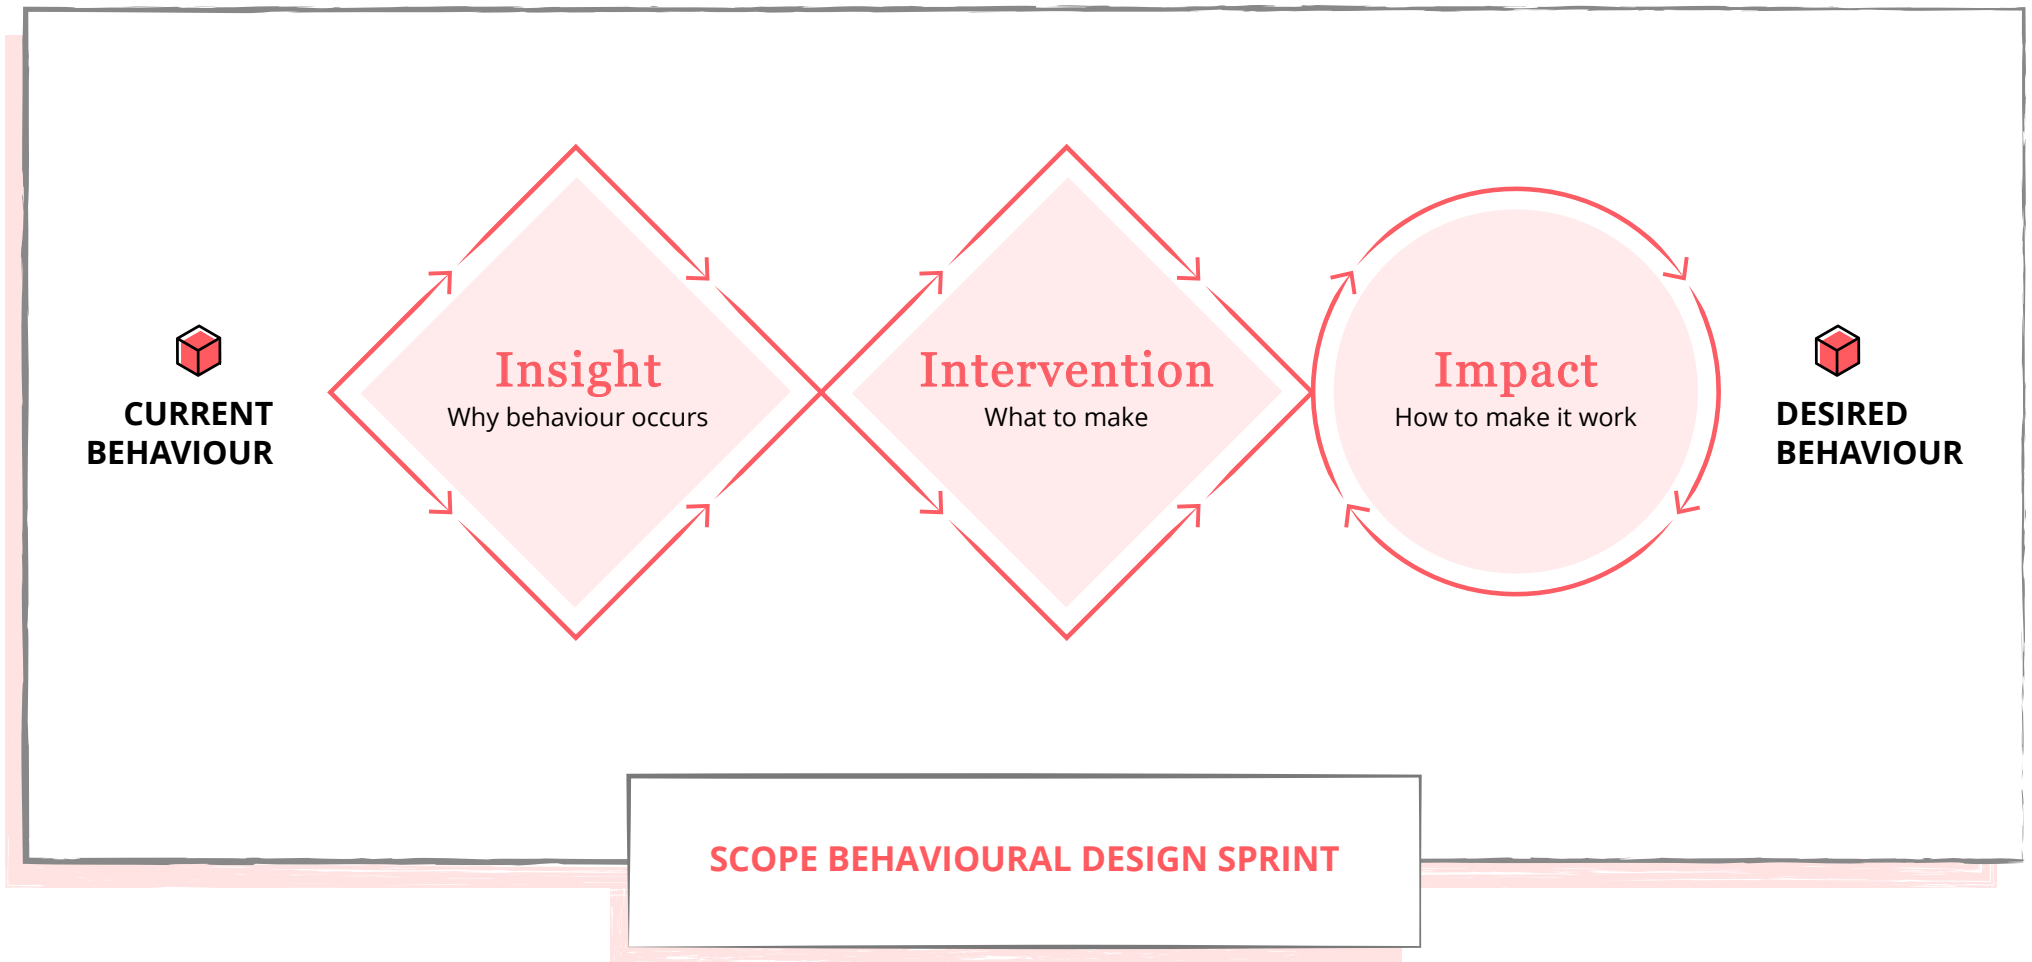 CURRENT
BEHAVIOUR
Insight
Why behaviour occurs
Intervention
What to make
Impact
How to make it work
DESIRED
BEHAVIOUR
SCOPE BEHAVIOURAL DESIGN SPRINT